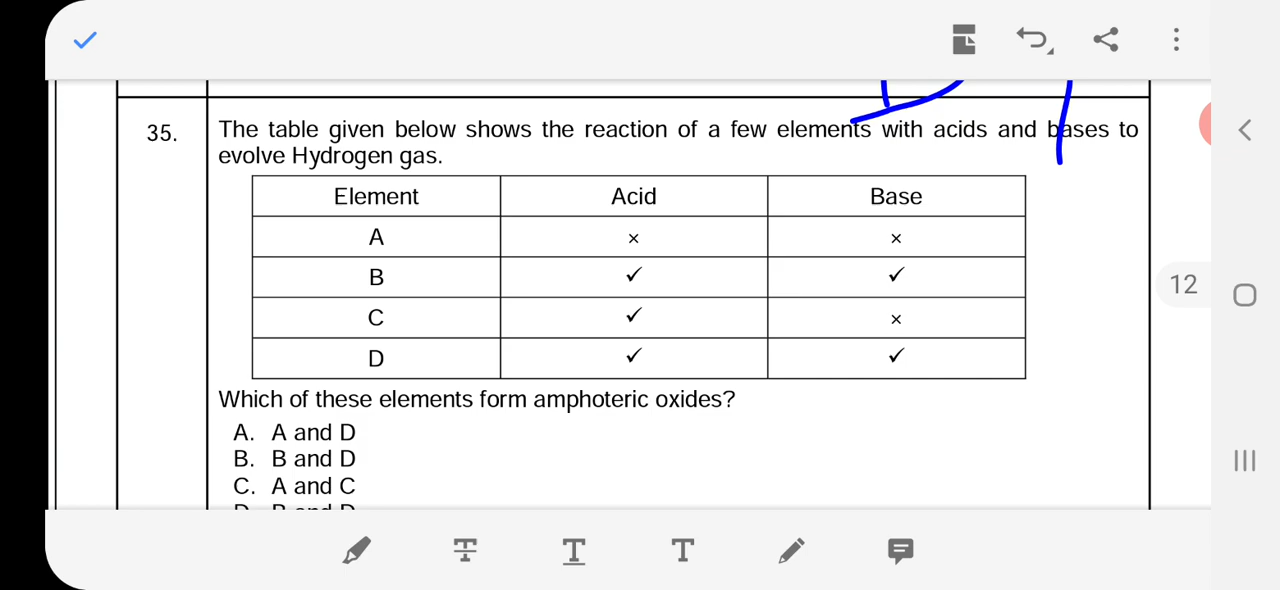 35. The table given below shows the reaction of a few elements with acids and bases to
evolve Hydrogen gas.
Element Acid Base
A × ×
B ✓ ✓
C ✓ ×
D ✓ ✓
Which of these elements form amphoteric oxides?
A. A and D
B. B and D
C. A and C
12
T